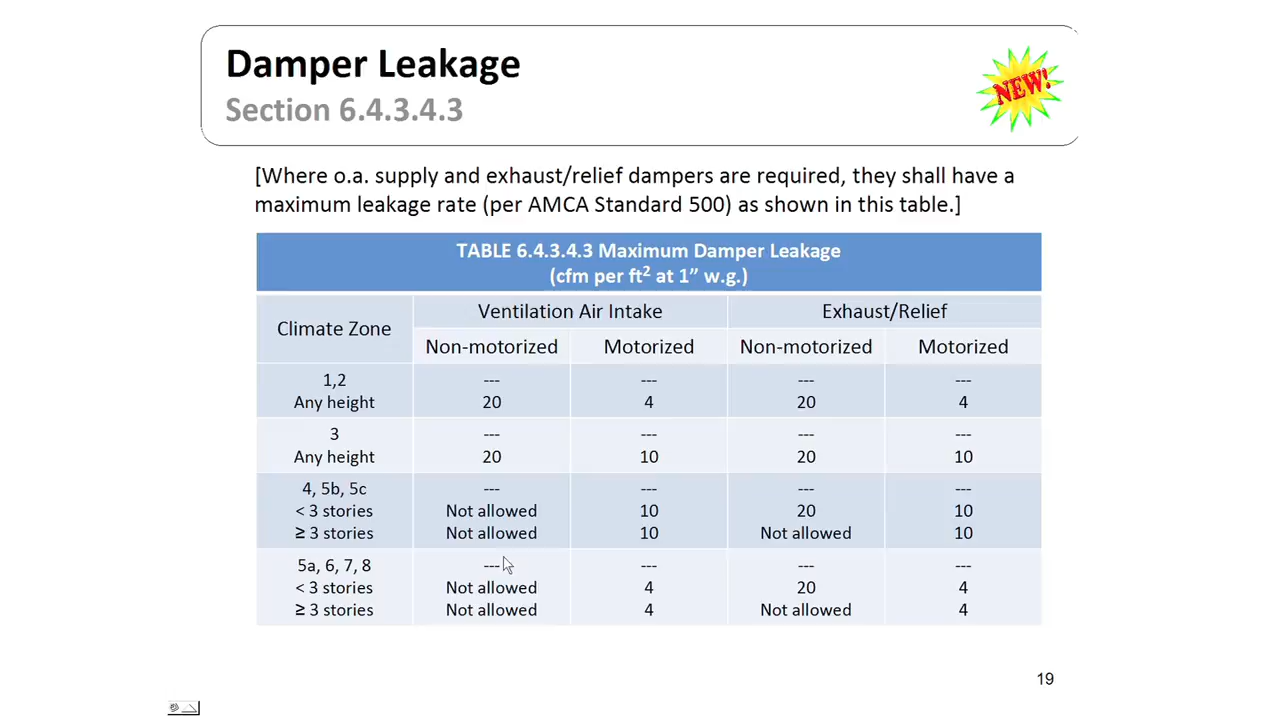 Damper Leakage
Section 6.4.3.4.3
NEW!
[Where o.a. supply and exhaust/relief dampers are required, they shall have a
maximum leakage rate (per AMCA Standard 500) as shown in this table.]
TABLE 6.4.3.4.3 Maximum Damper Leakage
(cfm per ft² at 1” w.g.)
Climate Zone Ventilation Air Intake Exhaust/Relief
Non-motorized Motorized Non-motorized Motorized
1,2 --- --- --- ---
Any height 20 4 20 4
3 --- --- --- ---
Any height 20 10 20 10
4, 5b, 5c --- --- --- ---
< 3 stories Not allowed 10 20 10
≥ 3 stories Not allowed 10 Not allowed 10
5a, 6, 7, 8 --- --- --- ---
< 3 stories Not allowed 4 20 4
≥ 3 stories Not allowed 4 Not allowed 4
19